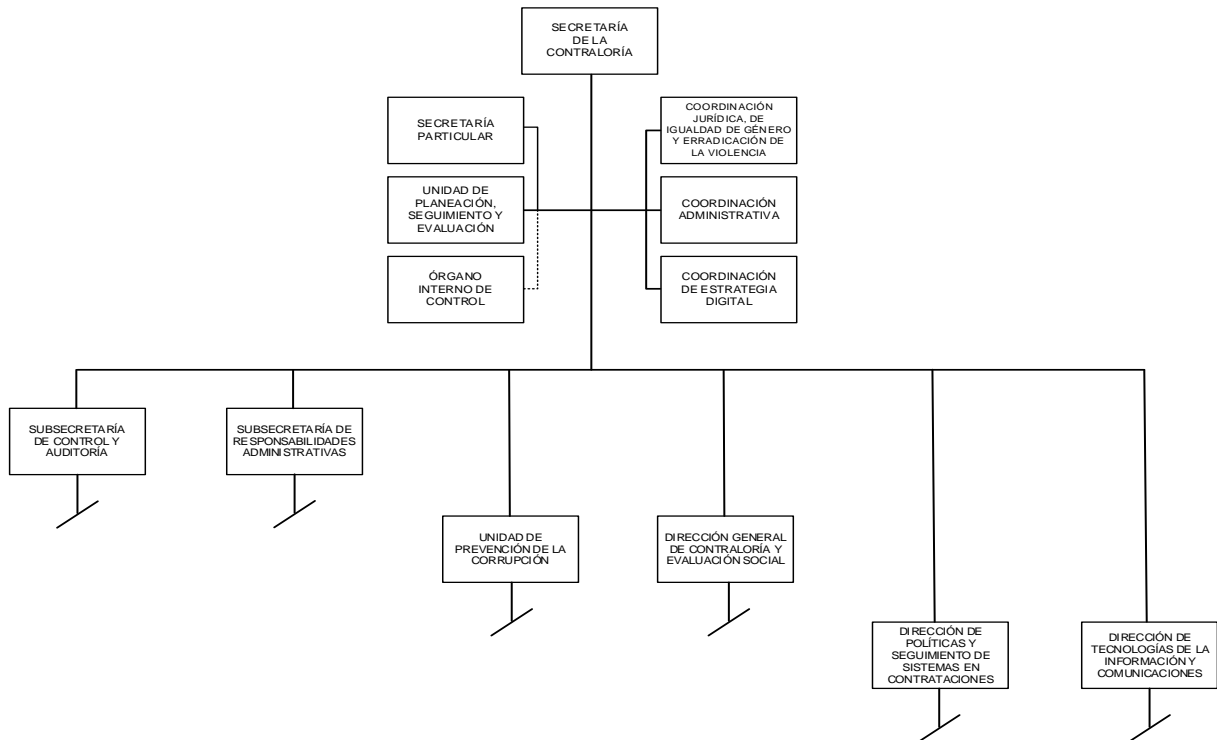 SECRETARÍA
DE LA
CONTRALORÍA
SECRETARÍA
PARTICULAR
COORDINACIÓN
JURÍDICA, DE
IGUALDAD DE GÉNERO
Y ERRADICACIÓN DE
LA VIOLENCIA
UNIDAD DE
PLANEACIÓN,
SEGUIMIENTO Y
EVALUACIÓN
COORDINACIÓN
ADMINISTRATIVA
ÓRGANO
INTERNO DE
CONTROL
COORDINACIÓN
DE ESTRATEGIA
DIGITAL
SUBSECRETARÍA
DE CONTROL Y
AUDITORÍA
SUBSECRETARÍA DE
RESPONSABILIDADES
ADMINISTRATIVAS
UNIDAD DE
PREVENCIÓN DE LA
CORRUPCIÓN
DIRECCIÓN GENERAL
DE CONTRALORÍA Y
EVALUACIÓN SOCIAL
DIRECCIÓN DE
POLÍTICAS Y
SEGUIMIENTO DE
SISTEMAS EN
CONTRATACIONES
DIRECCIÓN DE
TECNOLOGÍAS DE LA
INFORMACIÓN Y
COMUNICACIONES